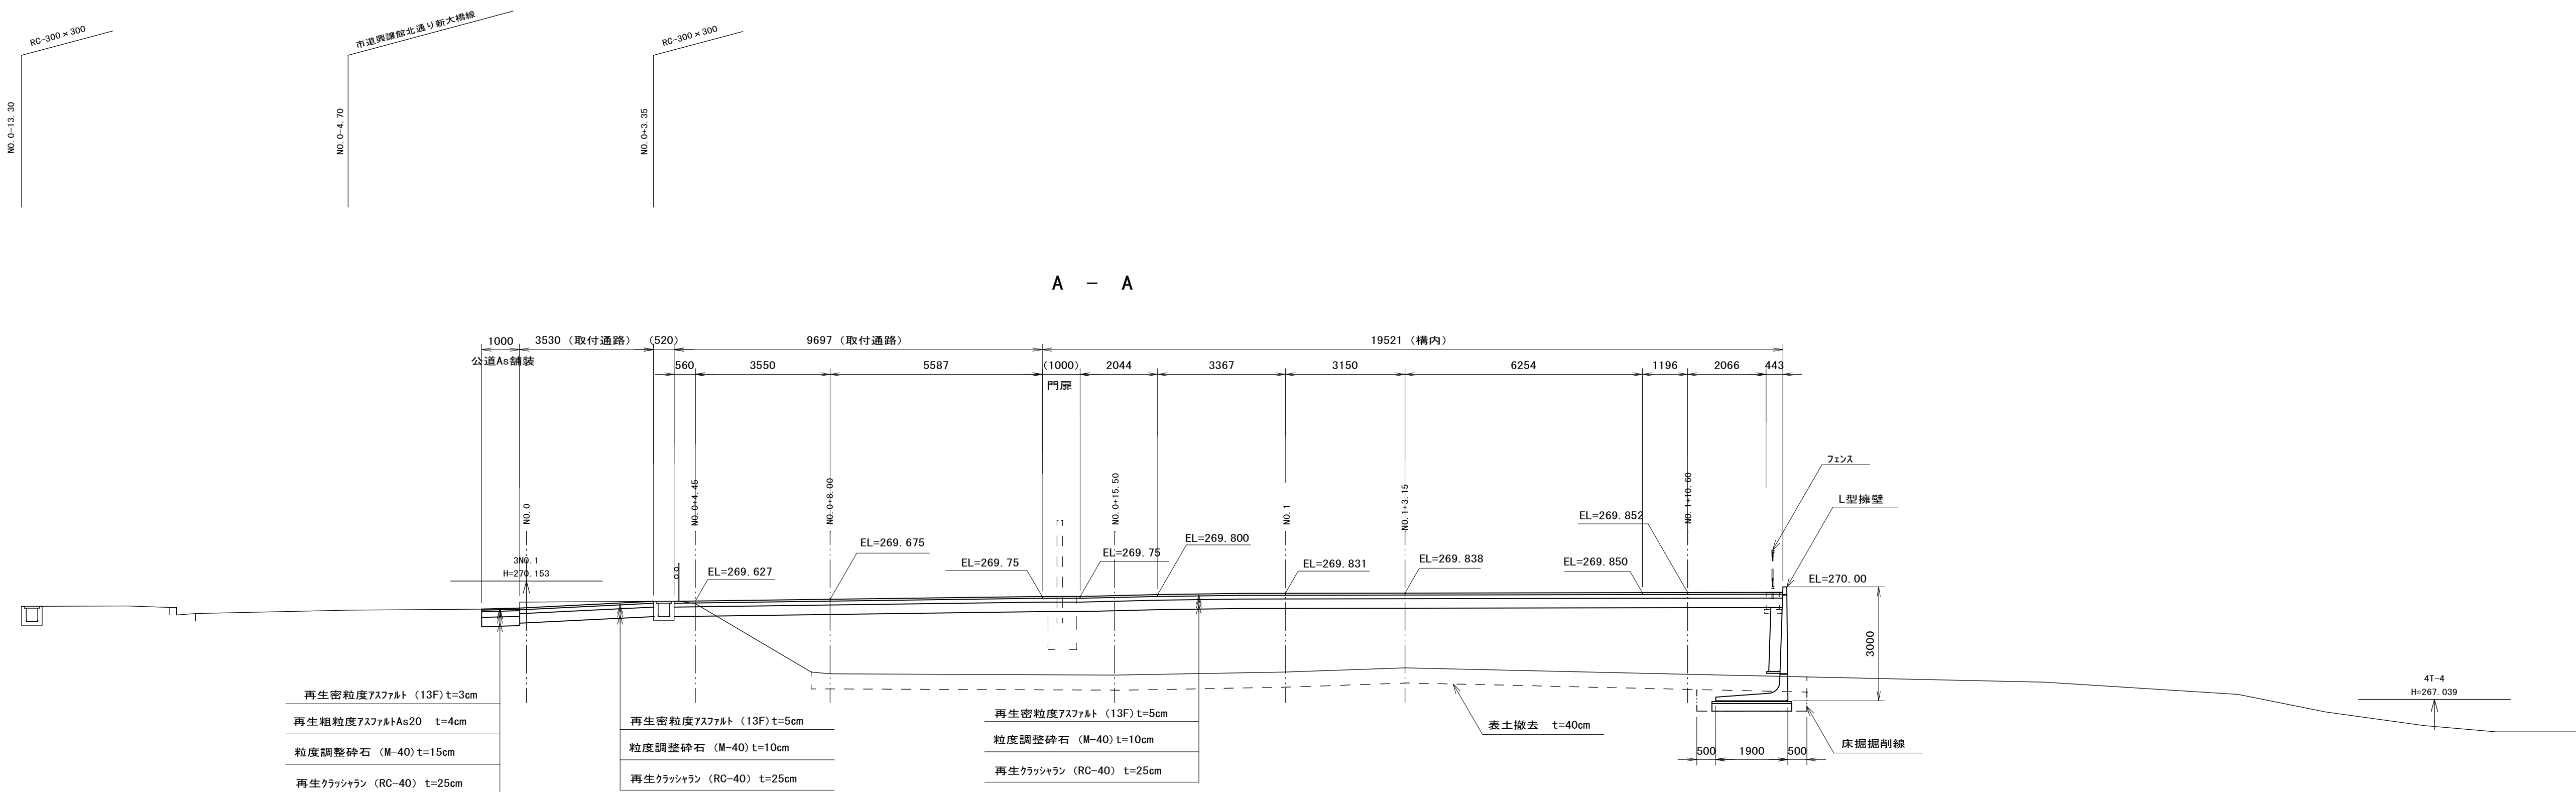 RC-300×300
市道興譲館北通り新大橋線
RC-300×300
NO.0-13.30
NO.0-4.70
NO.0+3.35
A － A
1000
3530（取付通路）
(520)
9697（取付通路）
19521（構内）
公道As舗装
560
3550
5587
(1000)
2044
3367
3150
6254
1196
2066
443
門扉
フェンス
L型擁壁
NO.0
NO.0+4.45
NO.0+8.00
NO.0+15.50
NO.1
NO.1+3.15
NO.1+10.60
3NO.1
H=270.153
EL=269.627
EL=269.675
EL=269.75
EL=269.75
EL=269.800
EL=269.831
EL=269.838
EL=269.850
EL=269.852
EL=270.00
3000
4T-4
H=267.039
再生密粒度アスファルト（13F）t=3cm
再生粗粒度アスファルトAs20　t=4cm
粒度調整砕石（M-40）t=15cm
再生クラッシャラン（RC-40）t=25cm
再生密粒度アスファルト（13F）t=5cm
粒度調整砕石（M-40）t=10cm
再生クラッシャラン（RC-40）t=25cm
再生密粒度アスファルト（13F）t=5cm
粒度調整砕石（M-40）t=10cm
再生クラッシャラン（RC-40）t=25cm
表土撤去　t=40cm
500
1900
500
床掘掘削線